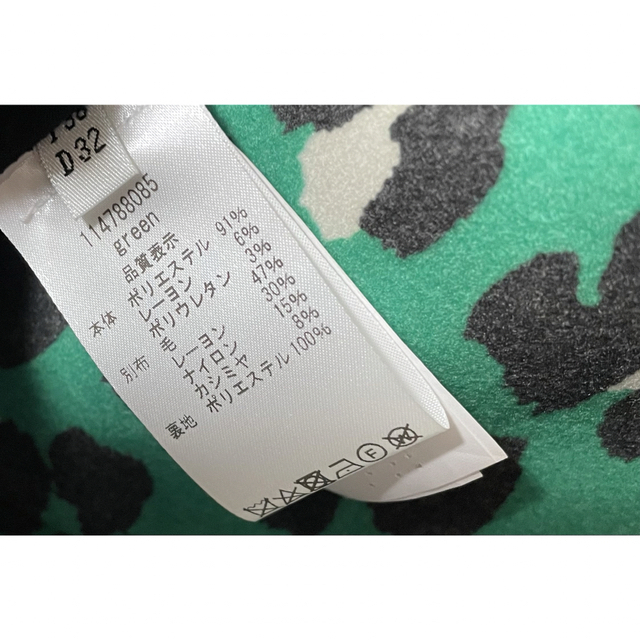 D32
114788085
green
品質表示
本体 ポリエステル 91%
レーヨン 6%
ポリウレタン 3%
別布 毛 47%
レーヨン 30%
ナイロン 15%
カシミヤ 8%
裏地 ポリエステル 100%